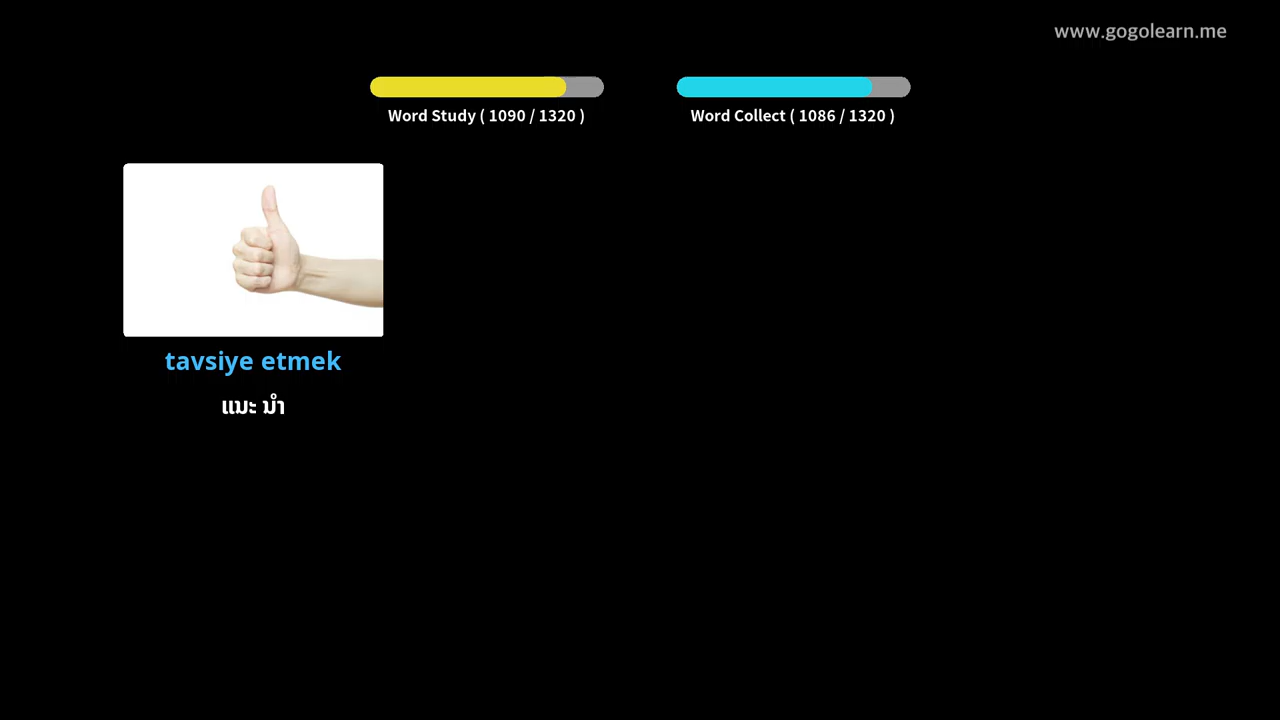 www.gogolearn.me
Word Study ( 1090 / 1320 )
Word Collect ( 1086 / 1320 )
tavsiye etmek
ແນະ ນໍາ